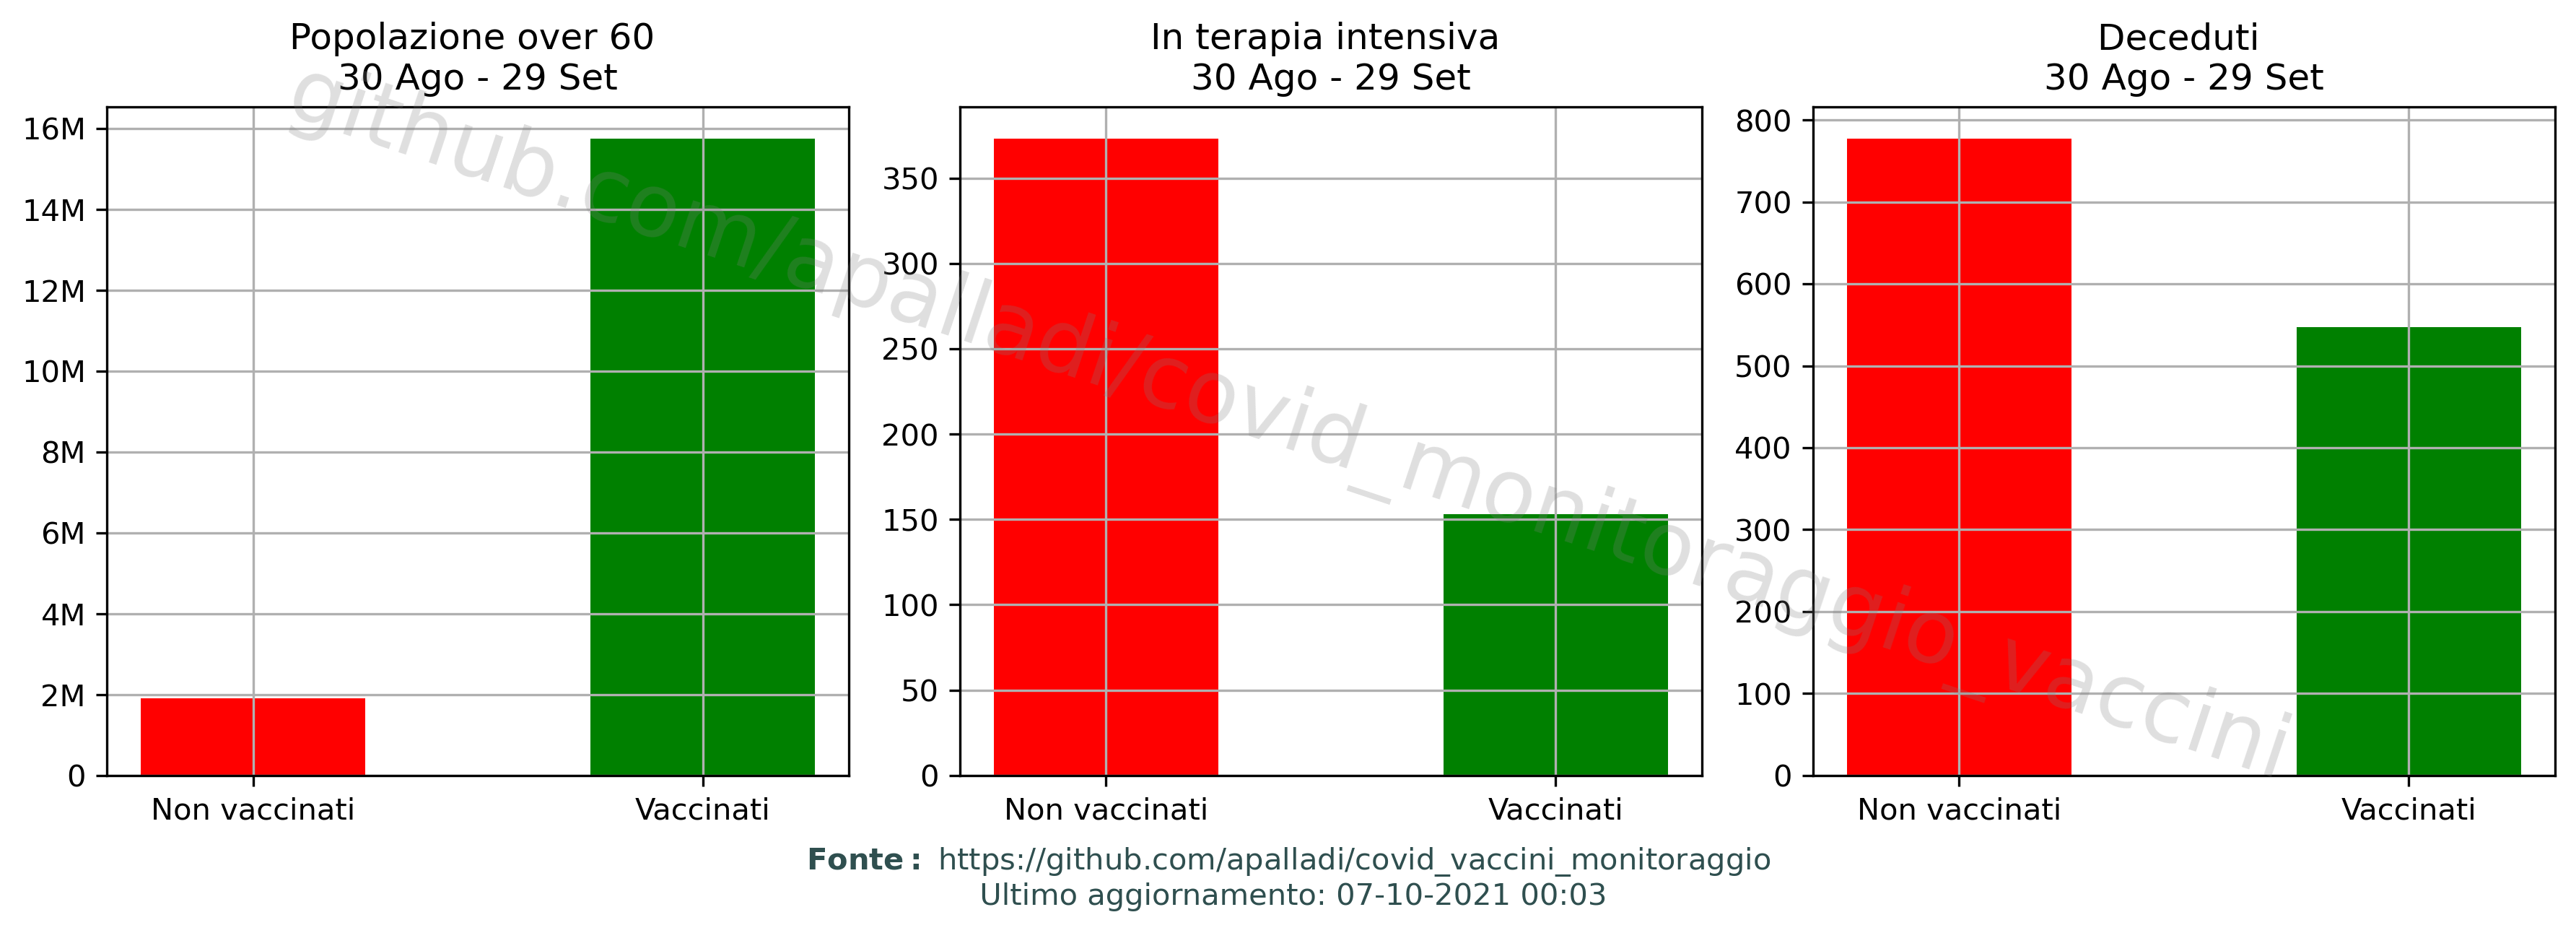 Popolazione over 60
30 Ago - 29 Set
16M
14M
12M
10M
8M
6M
4M
2M
0
Non vaccinati
Vaccinati
In terapia intensiva
30 Ago - 29 Set
350
300
250
200
150
100
50
0
Non vaccinati
Vaccinati
Deceduti
30 Ago - 29 Set
800
700
600
500
400
300
200
100
0
Non vaccinati
Vaccinati
github.com/apalladi/covid_monitoraggio_vaccini
Fonte: https://github.com/apalladi/covid_vaccini_monitoraggio
Ultimo aggiornamento: 07-10-2021 00:03